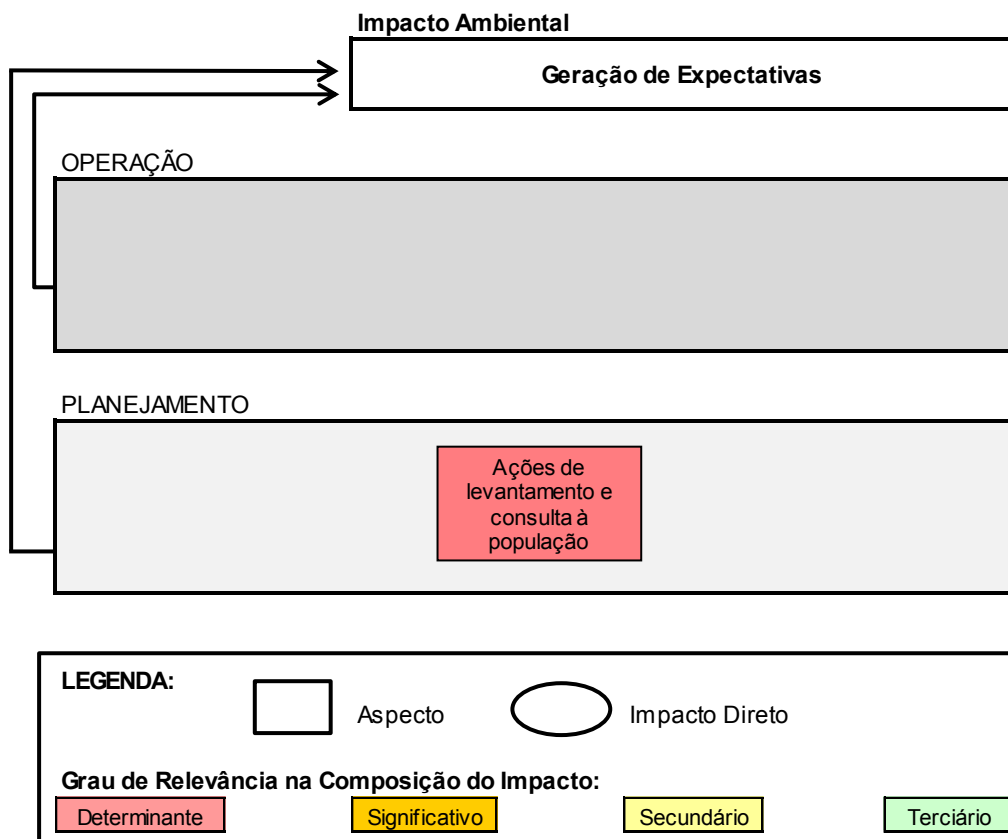 Impacto Ambiental
Geração de Expectativas
OPERAÇÃO
PLANEJAMENTO
Ações de
levantamento e
consulta à
população
LEGENDA:
Aspecto
Impacto Direto
Grau de Relevância na Composição do Impacto:
Determinante
Significativo
Secundário
Terciário